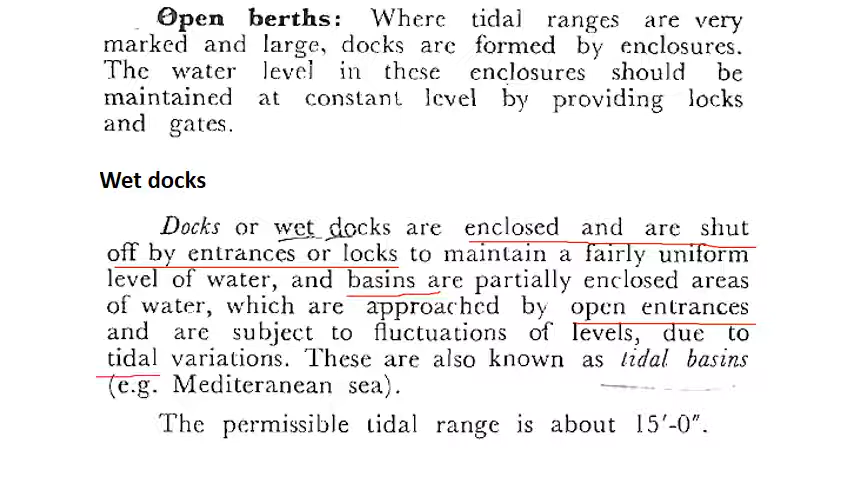 Open berths: Where tidal ranges are very
marked and large, docks are formed by enclosures.
The water level in these enclosures should be
maintained at constant level by providing locks
and gates.
Wet docks
Docks or wet docks are enclosed and are shut
off by entrances or locks to maintain a fairly uniform
level of water, and basins are partially enclosed areas
of water, which are approached by open entrances
and are subject to fluctuations of levels, due to
tidal variations. These are also known as tidal basins
(e.g. Mediteranean sea).
The permissible tidal range is about 15′-0″.